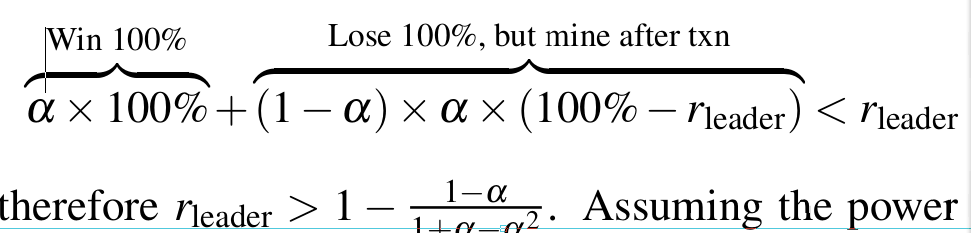 Win 100% Lose 100%, but mine after txn
α × 100% + (1 − α) × α × (100% − r_leader) < r_leader
therefore r_leader > 1 − (1−α)/(1+α−α²). Assuming the power